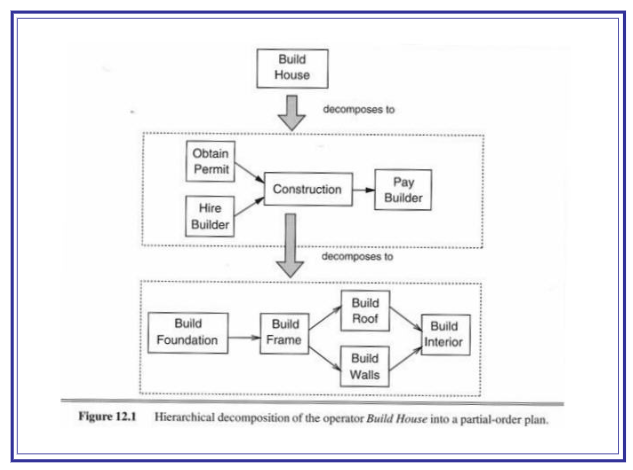 Build
House
decomposes to
Obtain
Permit
Construction
Pay
Builder
Hire
Builder
decomposes to
Build
Foundation
Build
Frame
Build
Roof
Build
Walls
Build
Interior
Figure 12.1 Hierarchical decomposition of the operator Build House into a partial-order plan.